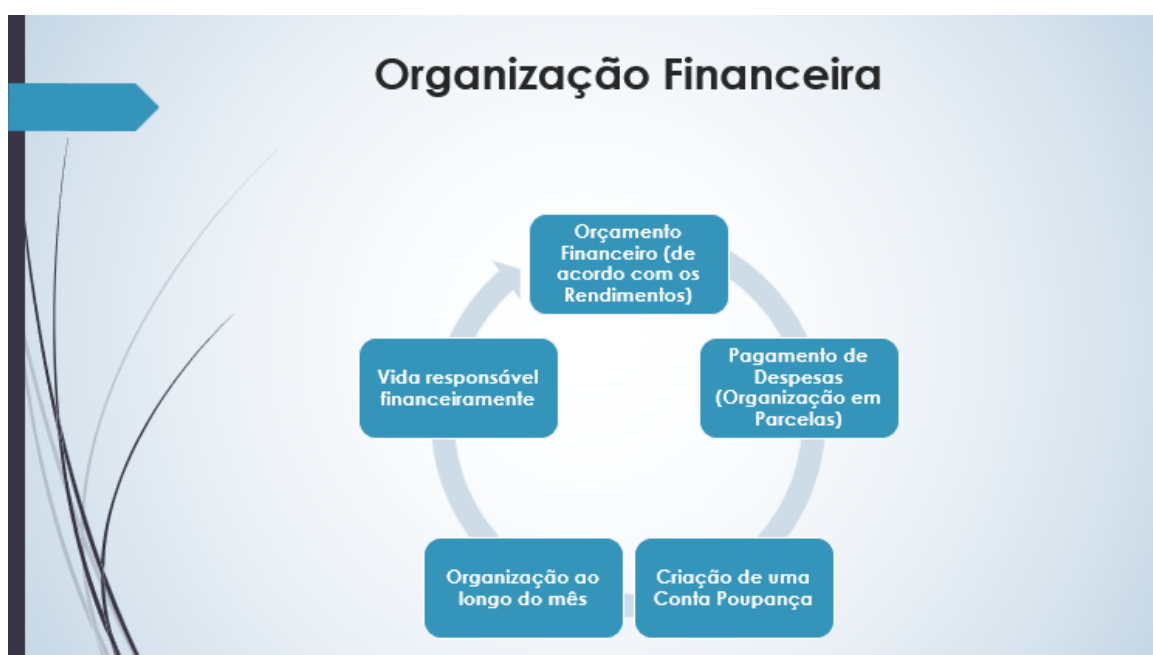 Organização Financeira
Orçamento
Financeiro (de
acordo com os
Rendimentos)
Pagamento de
Despesas
(Organização em
Parcelas)
Criação de uma
Conta Poupança
Organização ao
longo do mês
Vida responsável
financeiramente